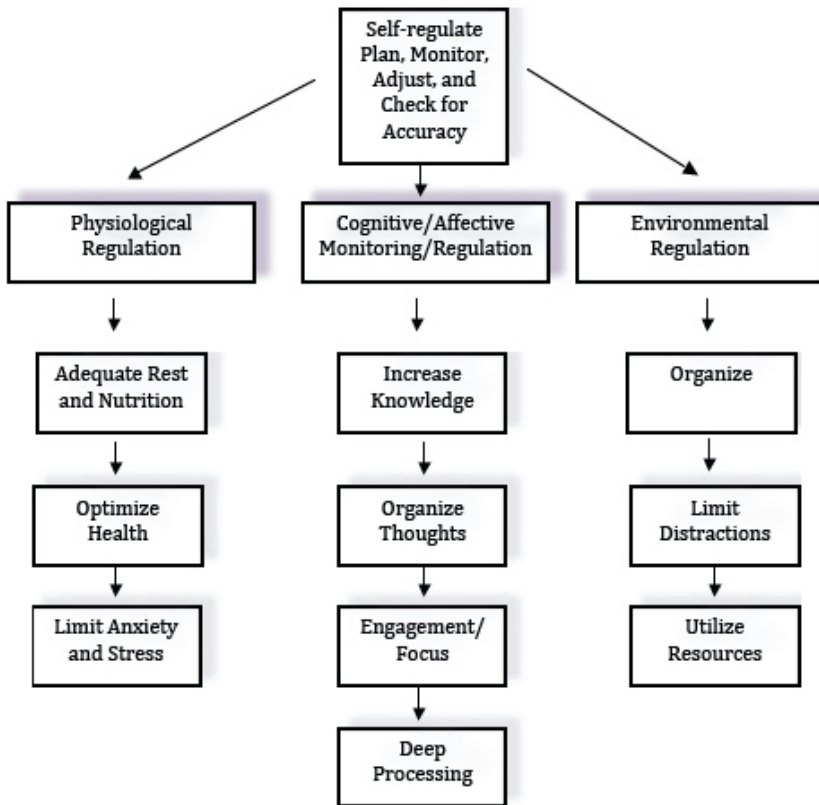 Self-regulate
Plan, Monitor,
Adjust, and
Check for
Accuracy
Physiological
Regulation
Cognitive/Affective
Monitoring/Regulation
Environmental
Regulation
Adequate Rest
and Nutrition
Increase
Knowledge
Organize
Optimize
Health
Organize
Thoughts
Limit
Distractions
Limit Anxiety
and Stress
Engagement/
Focus
Utilize
Resources
Deep
Processing